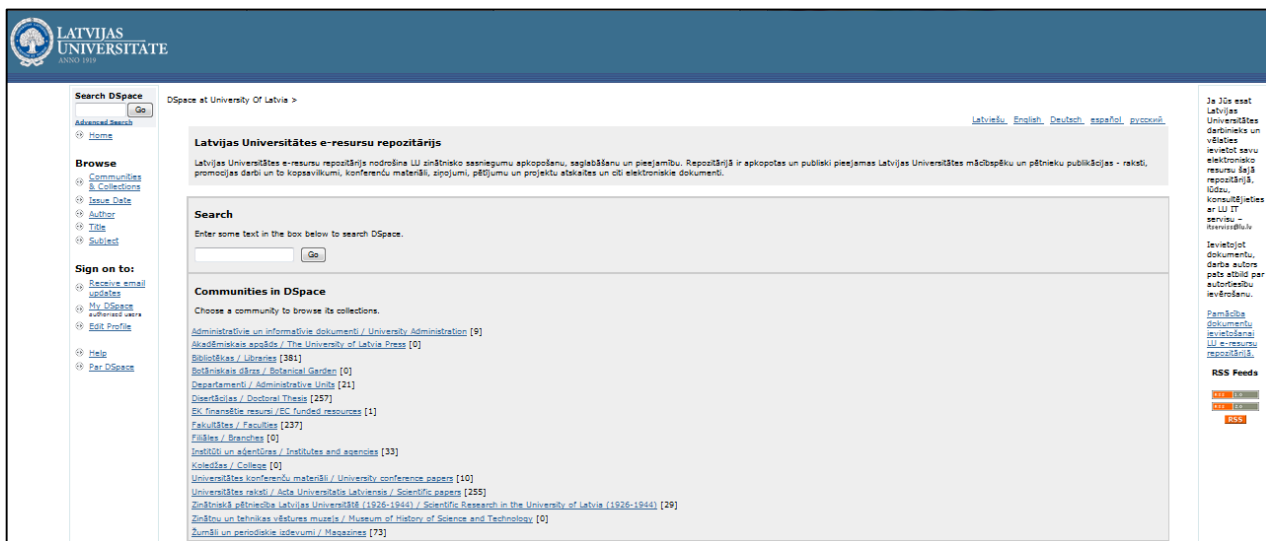 LATVIJAS
UNIVERSITĀTE
ANNO 1919
Search DSpace
Go
Advanced Search
Home
Browse
Communities
& Collections
Issue Date
Author
Title
Subject
Sign on to:
Receive email
updates
My DSpace
authorized users
Edit Profile
Help
Par DSpace
DSpace at University Of Latvia >
Latviešu English Deutsch español русский
Latvijas Universitātes e-resursu repozitārijs
Latvijas Universitātes e-resursu repozitārijs nodrošina LU zinātnisko sasniegumu apkopošanu, saglabāšanu un pieejamību. Repozitārijā ir apkopotas un publiski pieejamas Latvijas Universitātes mācībspēku un pētnieku publikācijas - raksti,
promocijas darbi un to kopsavilkumi, konferenču materiāli, ziņojumi, pētījumu un projektu atskaites un citi elektroniskie dokumenti.
Search
Enter some text in the box below to search DSpace.
Go
Communities in DSpace
Choose a community to browse its collections.
Administratīvie un informatīvie dokumenti / University Administration [9]
Akadēmiskais apgāds / The University of Latvia Press [0]
Bibliotēkas / Libraries [381]
Botāniskais dārzs / Botanical Garden [0]
Departamenti / Administrative Units [21]
Disertācijas / Doctoral Thesis [257]
EK finansētie resursi /EC funded resources [1]
Fakultātes / Faculties [237]
Filiāles / Branches [0]
Institūti un aģentūras / Institutes and agencies [33]
Koledžas / College [0]
Universitātes konferenču materiāli / University conference papers [10]
Universitātes raksti / Acta Universitatis Latviensis / Scientific papers [255]
Zinātniskā pētniecība Latvijas Universitātē (1926-1944) / Scientific Research in the University of Latvia (1926-1944) [29]
Zinātņu un tehnikas vēstures muzejs / Museum of History of Science and Technology [0]
Žurnāli un periodiskie izdevumi / Magazines [73]
Ja Jūs esat
Latvijas
Universitātes
darbinieks un
vēlaties
ievietot savu
elektronisko
resursu šajā
repozitārijā,
lūdzu,
konsultējieties
ar LU IT
servisu –
itserviss@lu.lv
Ievietojot
dokumentu,
darba autors
pats atbild par
autortiesību
ievērošanu.
Pamācība
dokumentu
ievietošanai
LU e-resursu
repozitārijā.
RSS Feeds
RSS 1.0
RSS 2.0
RSS